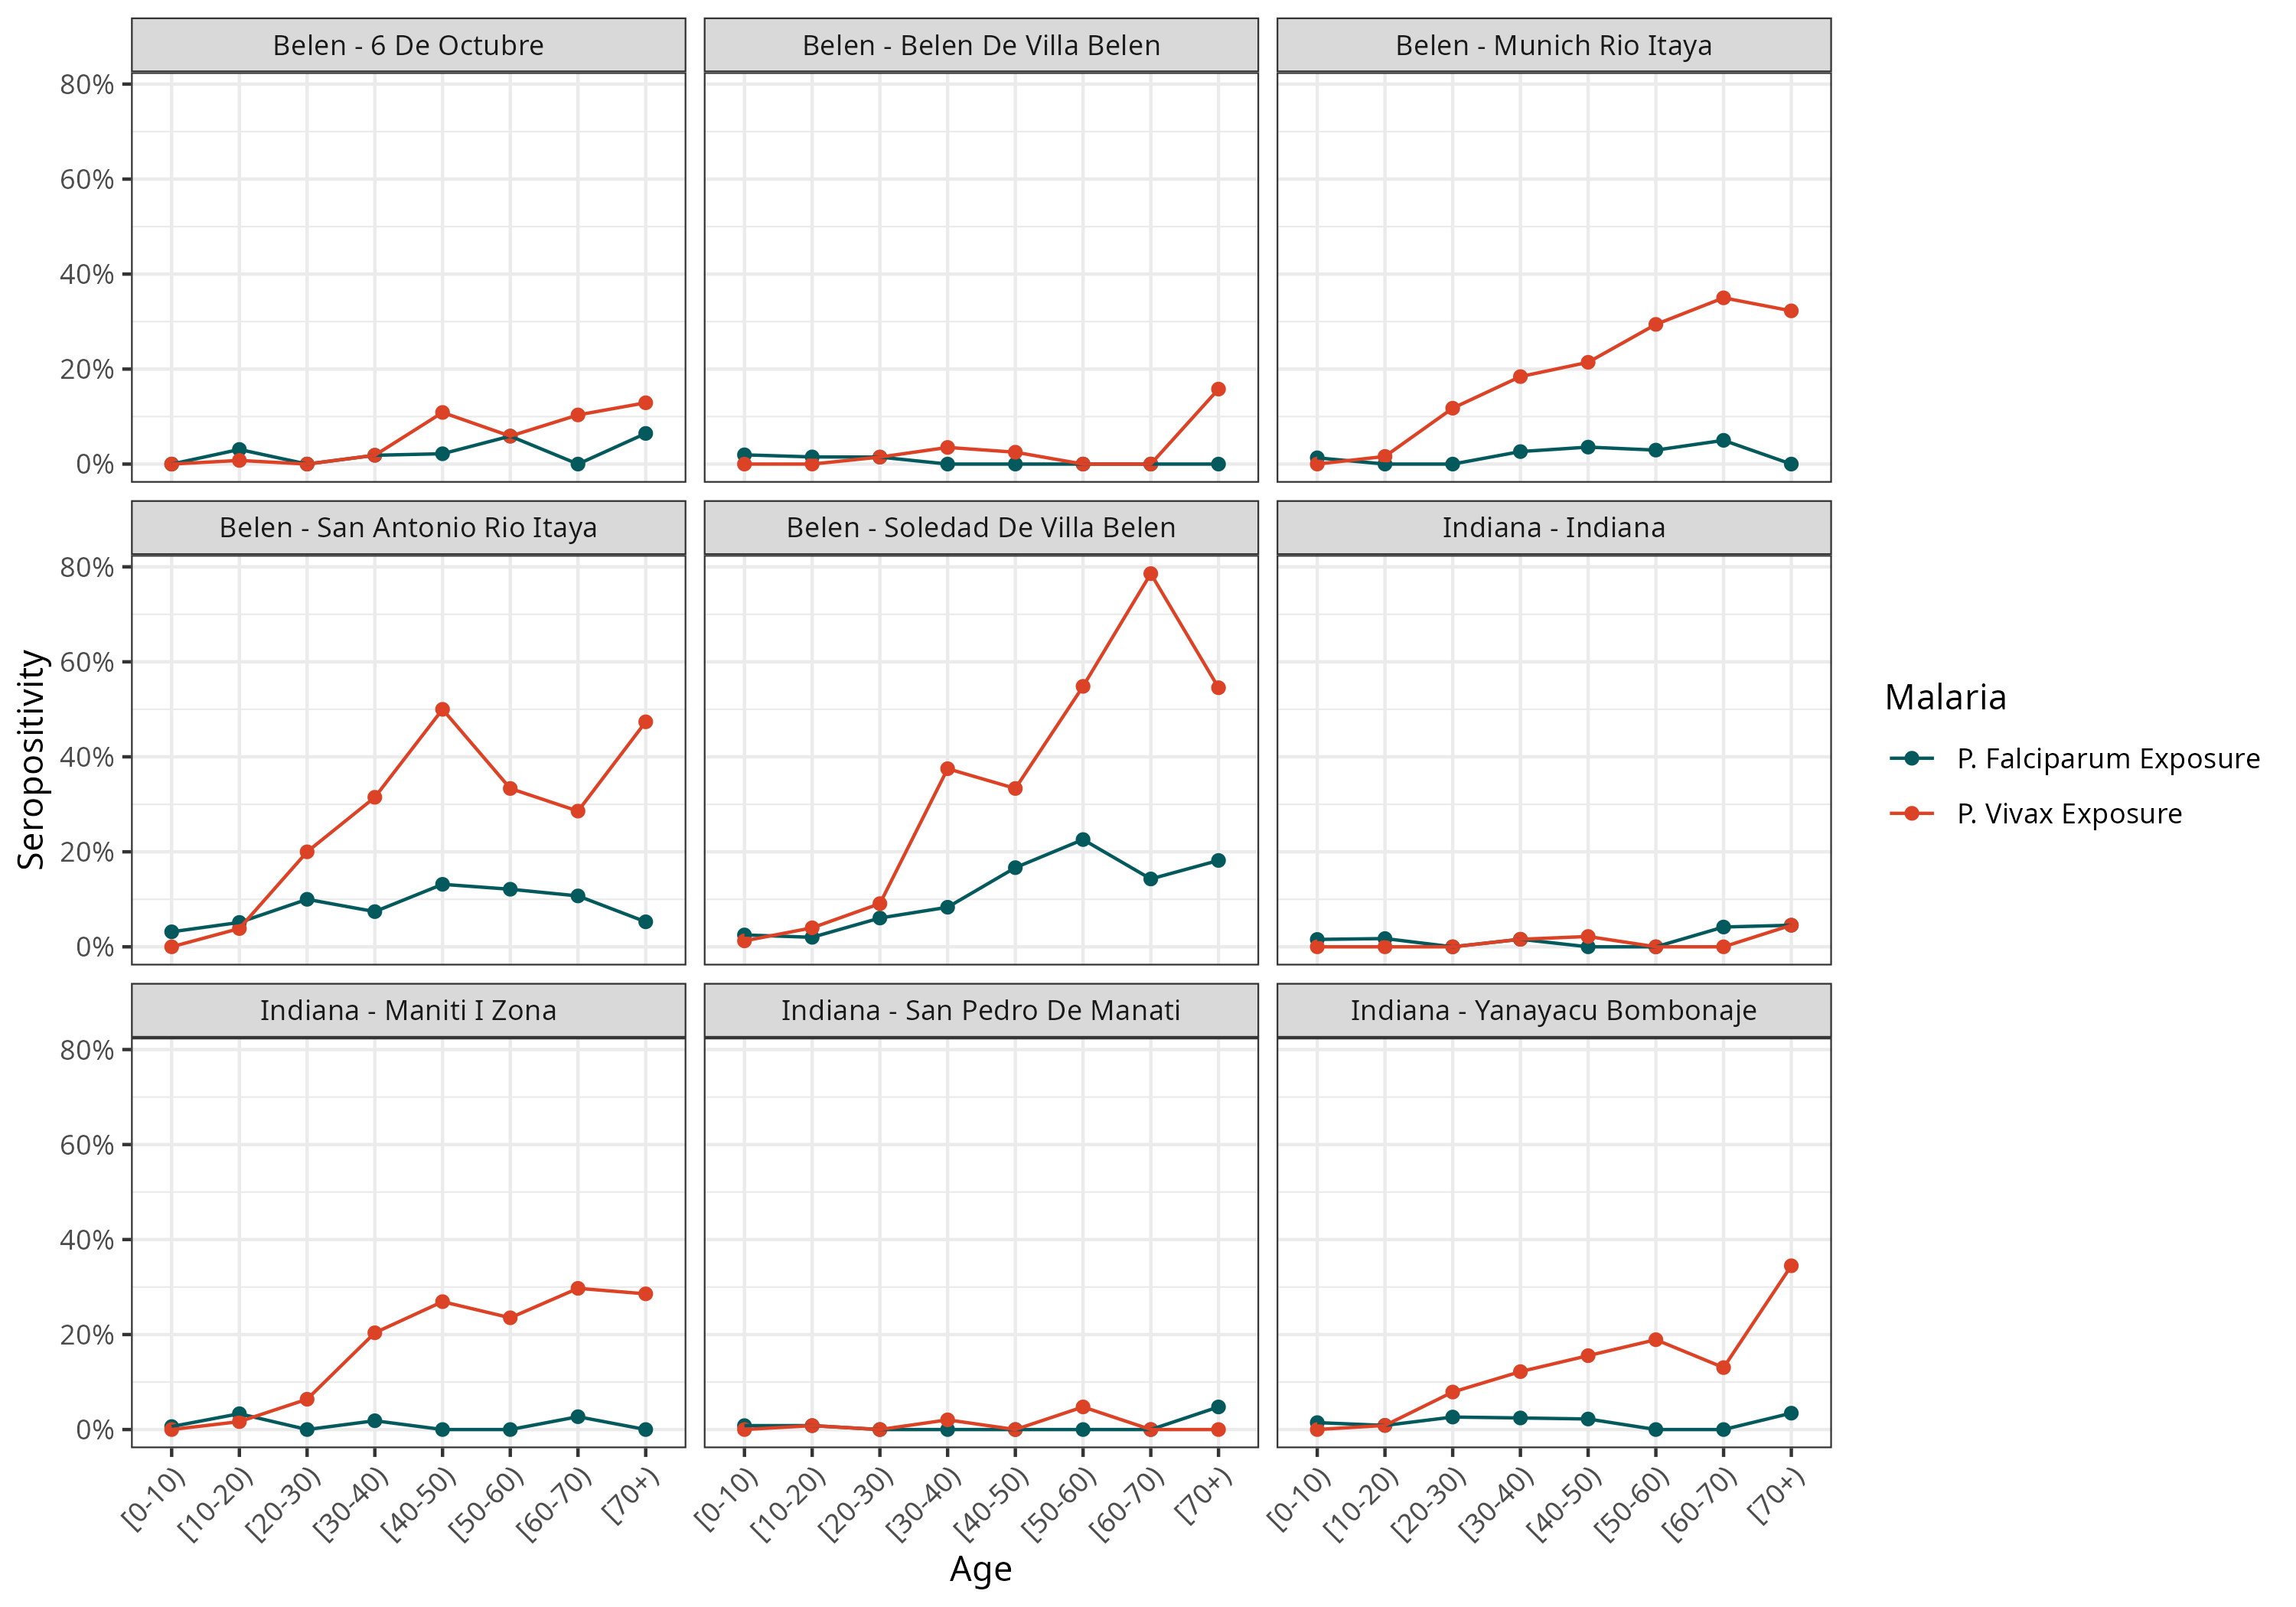 Belen - 6 De Octubre
Belen - Belen De Villa Belen
Belen - Munich Rio Itaya
80%
60%
40%
20%
0%
Belen - San Antonio Rio Itaya
Belen - Soledad De Villa Belen
Indiana - Indiana
80%
60%
40%
20%
0%
Indiana - Maniti I Zona
Indiana - San Pedro De Manati
Indiana - Yanayacu Bombonaje
80%
60%
40%
20%
0%
[0-10)
[10-20)
[20-30)
[30-40)
[40-50)
[50-60)
[60-70)
[70+)
[0-10)
[10-20)
[20-30)
[30-40)
[40-50)
[50-60)
[60-70)
[70+)
[0-10)
[10-20)
[20-30)
[30-40)
[40-50)
[50-60)
[60-70)
[70+)
Age
Seropositivity
Malaria
P. Falciparum Exposure
P. Vivax Exposure